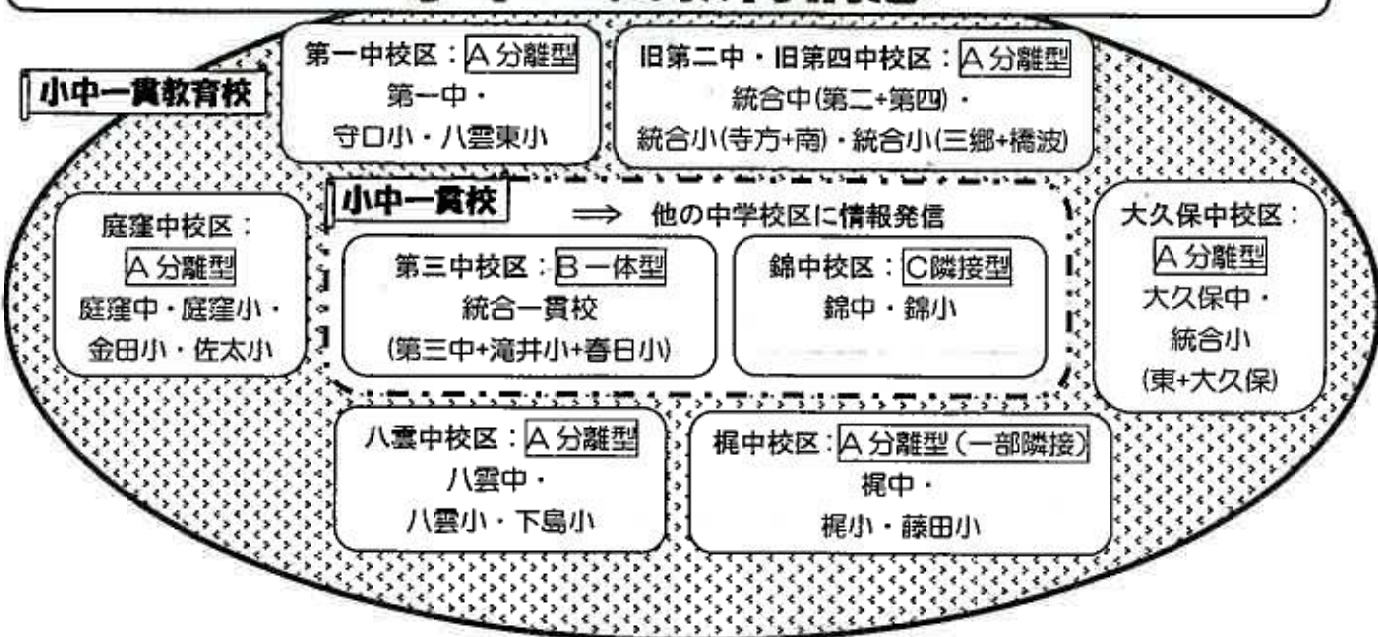 小中一貫教育校
第一中校区：A分離型
第一中・
守口小・八雲東小
旧第二中・旧第四中校区：A分離型
統合中(第二+第四)・
統合小(寺方+南)・統合小(三郷+橋波)
庭窪中校区：
A分離型
庭窪中・庭窪小・
金田小・佐太小
小中一貫校
⇒ 他の中学校区に情報発信
第三中校区：B一体型
統合一貫校
(第三中+滝井小+春日小)
錦中校区：C隣接型
錦中・錦小
大久保中校区：
A分離型
大久保中・
統合小
(東+大久保)
八雲中校区：A分離型
八雲中・
八雲小・下島小
梶中校区：A分離型(一部隣接)
梶中・
梶小・藤田小